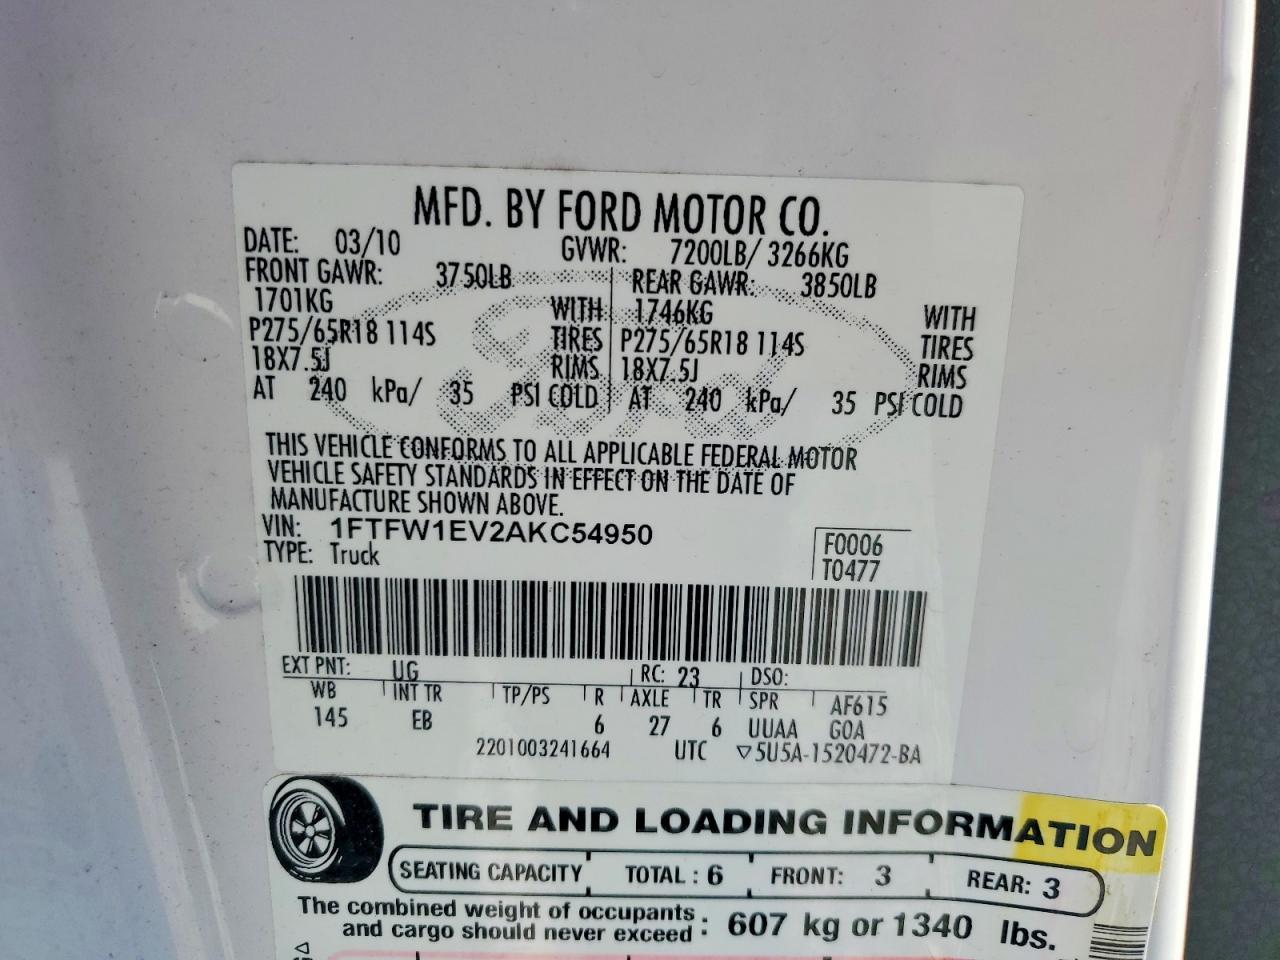 MFD. BY FORD MOTOR CO.
DATE: 03/10 GVWR: 7200LB/ 3266KG
FRONT GAWR: 3750LB REAR GAWR: 3850LB
1701KG WITH 1746KG WITH
P275/65R18 114S TIRES P275/65R18 114S TIRES
18X7.5J RIMS 18X7.5J RIMS
AT 240 kPa/ 35 PSI COLD AT 240 kPa/ 35 PSI COLD
THIS VEHICLE CONFORMS TO ALL APPLICABLE FEDERAL MOTOR
VEHICLE SAFETY STANDARDS IN EFFECT ON THE DATE OF
MANUFACTURE SHOWN ABOVE.
VIN: 1FTFW1EV2AKC54950
TYPE: Truck
F0006
T0477
EXT PNT: UG RC: 23 DSO:
WB INT TR TP/PS R AXLE TR SPR AF615
145 EB 6 27 6 UUAA GOA
2201003241664 UTC ▽5U5A-1520472-BA
TIRE AND LOADING INFORMATION
SEATING CAPACITY TOTAL : 6 FRONT: 3 REAR: 3
The combined weight of occupants
and cargo should never exceed : 607 kg or 1340 lbs.